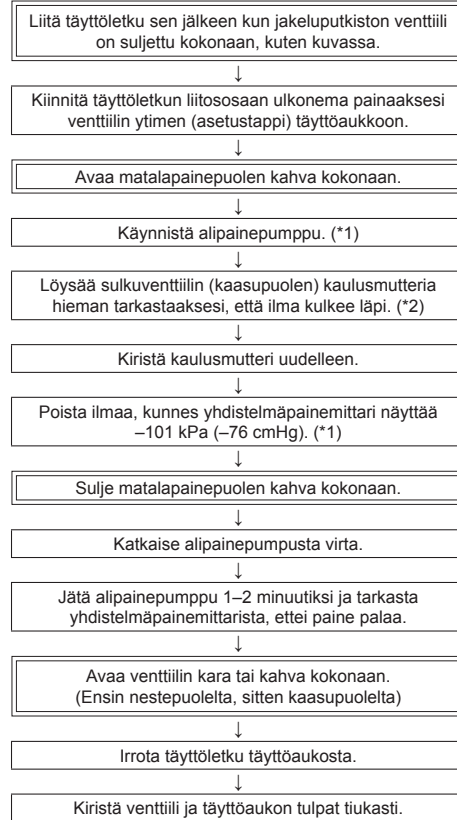 Liitä täyttöletku sen jälkeen kun jakeluputkiston venttiili
on suljettu kokonaan, kuten kuvassa.
↓
Kiinnitä täyttöletkun liitososaan ulkonema painaaksesi
venttiilin ytimen (asetustappi) täyttöaukkoon.
↓
Avaa matalapainepuolen kahva kokonaan.
↓
Käynnistä alipainepumppu. (*1)
↓
Löysää sulkuventtiilin (kaasupuolen) kaulusmutteria
hieman tarkastaaksesi, että ilma kulkee läpi. (*2)
↓
Kiristä kaulusmutteri uudelleen.
↓
Poista ilmaa, kunnes yhdistelmäpainemittari näyttää
–101 kPa (–76 cmHg). (*1)
↓
Sulje matalapainepuolen kahva kokonaan.
↓
Katkaise alipainepumpusta virta.
↓
Jätä alipainepumppu 1–2 minuutiksi ja tarkasta
yhdistelmäpainemittarista, ettei paine palaa.
↓
Avaa venttiilin kara tai kahva kokonaan.
(Ensin nestepuolelta, sitten kaasupuolelta)
↓
Irrota täyttöletku täyttöaukosta.
↓
Kiristä venttiili ja täyttöaukon tulpat tiukasti.